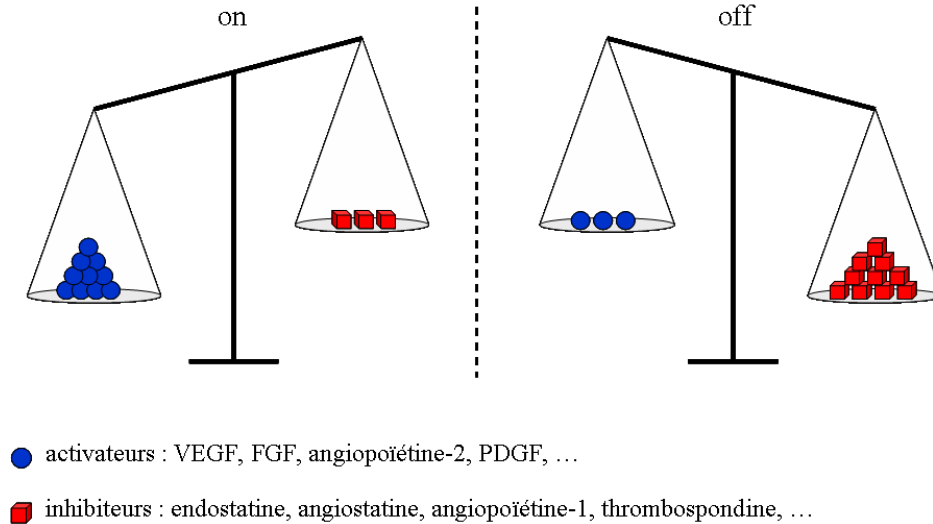 on
off
activateurs : VEGF, FGF, angiopoïétine-2, PDGF, …
inhibiteurs : endostatine, angiostatine, angiopoïétine-1, thrombospondine, …